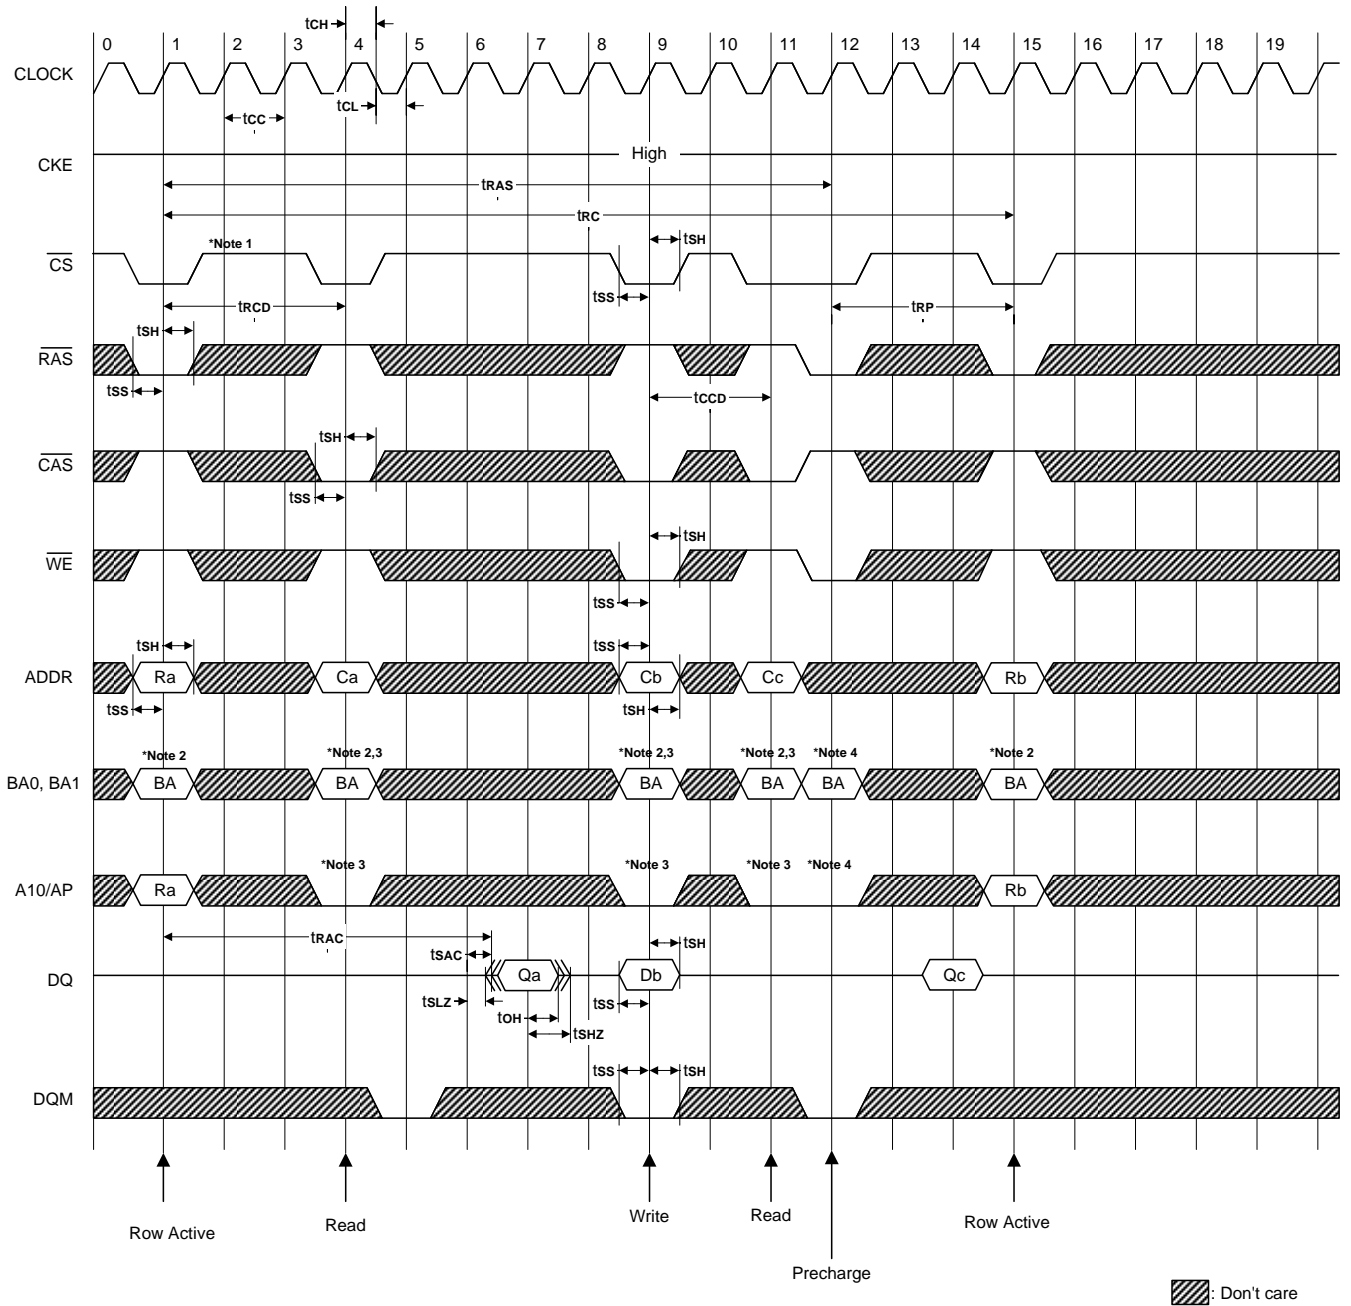 tCH
0 1 2 3 4 5 6 7 8 9 10 11 12 13 14 15 16 17 18 19
CLOCK
tCL
tCC
High
CKE
tRAS
tRC
*Note 1
tSH
CS
tSS
tRCD
tRP
tSH
RAS
tSS
tCCD
tSH
CAS
tSS
tSH
WE
tSS
tSH
tSS
ADDR
Ra Ca Cb Cc Rb
tSS
tSH
*Note 2 *Note 2,3 *Note 2,3 *Note 2,3 *Note 4 *Note 2
BA0, BA1
BA BA BA BA BA BA
*Note 3 *Note 3 *Note 3 *Note 4
A10/AP
Ra Rb
tRAC
tSH
tSAC
DQ
Qa Db Qc
tSLZ
tSS
tOH
tSHZ
tSS
tSH
DQM
Row Active
Read
Write
Read
Row Active
Precharge
: Don't care